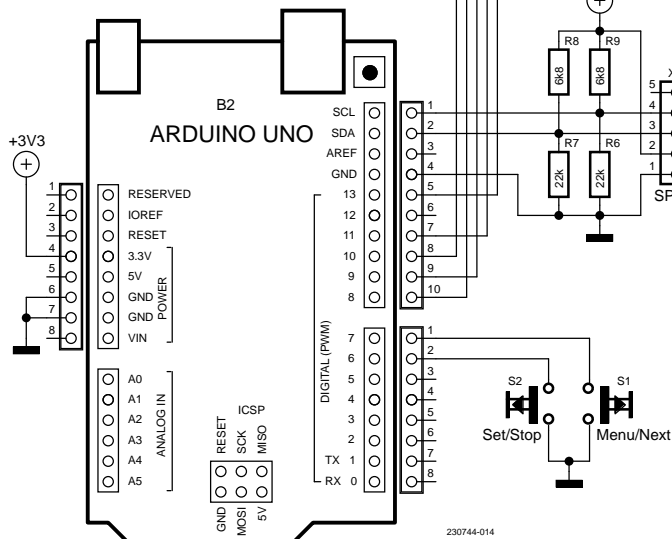 B2
ARDUINO UNO
+3V3
1
2
3
4
5
6
7
8
RESERVED
IOREF
RESET
3.3V
5V
GND
GND
VIN
POWER
A0
A1
A2
A3
A4
A5
ANALOG IN
ICSP
RESET
SCK
MISO
GND
MOSI
5V
SCL
SDA
AREF
GND
13
12
11
10
9
8
1
2
3
4
5
6
7
8
9
10
DIGITAL (PWM)
7
6
5
4
3
2
TX 1
RX 0
1
2
3
4
5
6
7
8
R8
6k8
R9
6k8
R7
22k
R6
22k
5
4
3
2
1
SP
S2
Set/Stop
S1
Menu/Next
230744-014